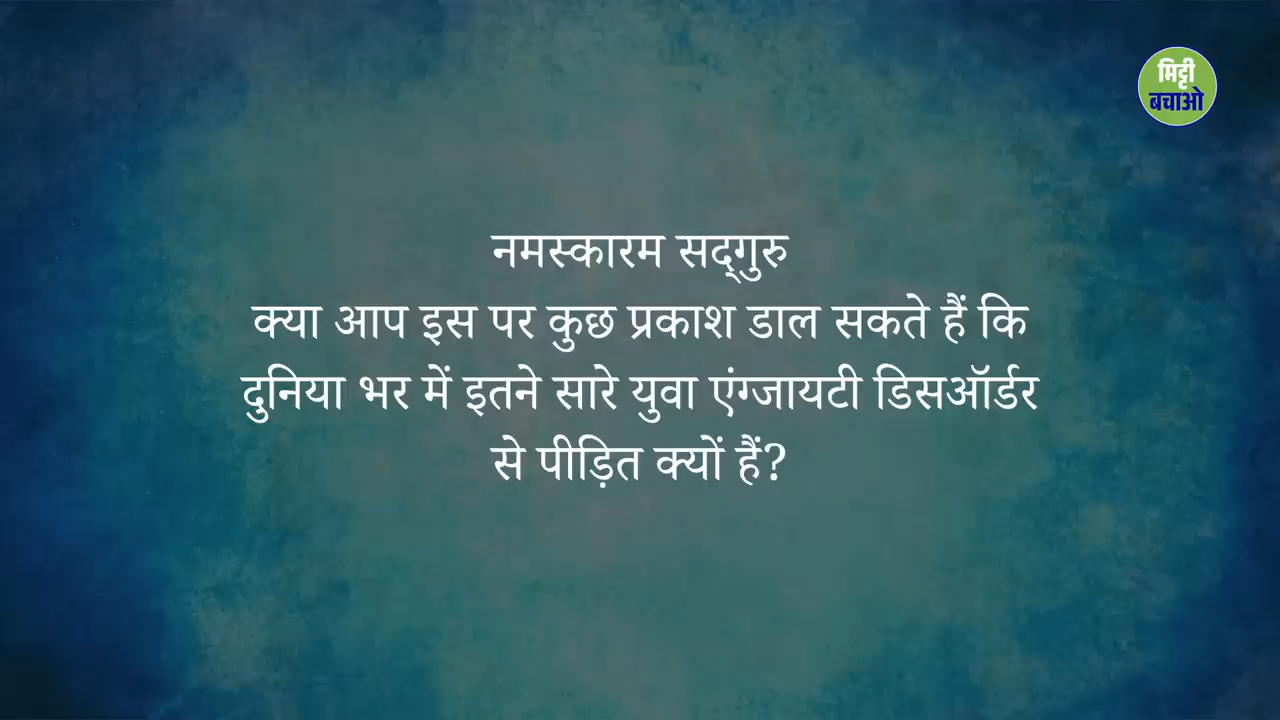 मिट्टी
बचाओ
नमस्कारम सद्‌गुरु
क्या आप इस पर कुछ प्रकाश डाल सकते हैं कि
दुनिया भर में इतने सारे युवा एंग्जायटी डिसऑर्डर
से पीड़ित क्यों हैं?